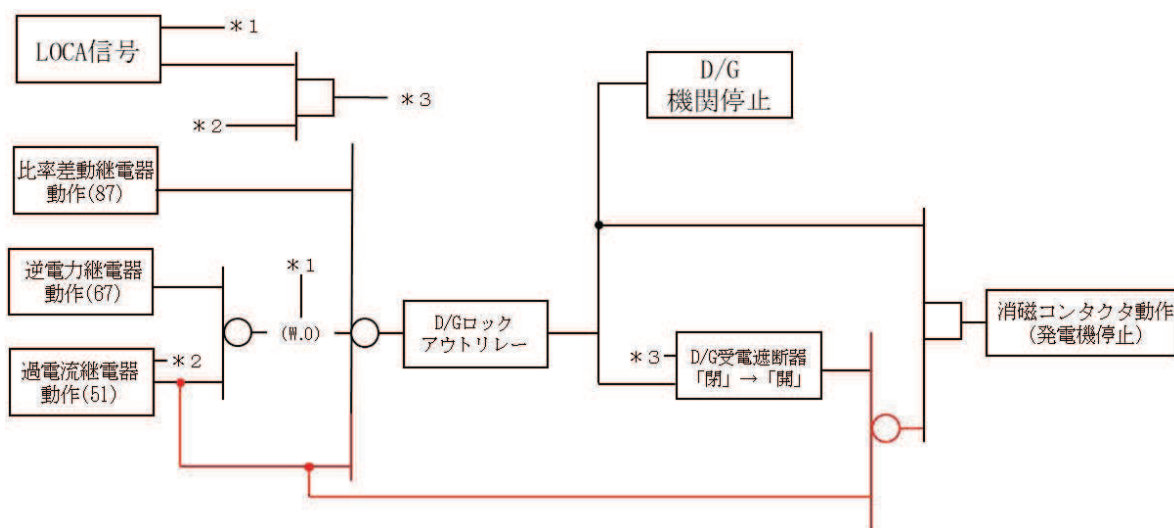 LOCA信号
*1
*2
*3
D/G
機関停止
比率差動継電器
動作(87)
逆電力継電器
動作(67)
*1
(W.O)
D/Gロック
アウトリレー
過電流継電器
動作(51)
*2
*3
D/G受電遮断器
「閉」→「開」
消磁コンタクタ動作
(発電機停止)